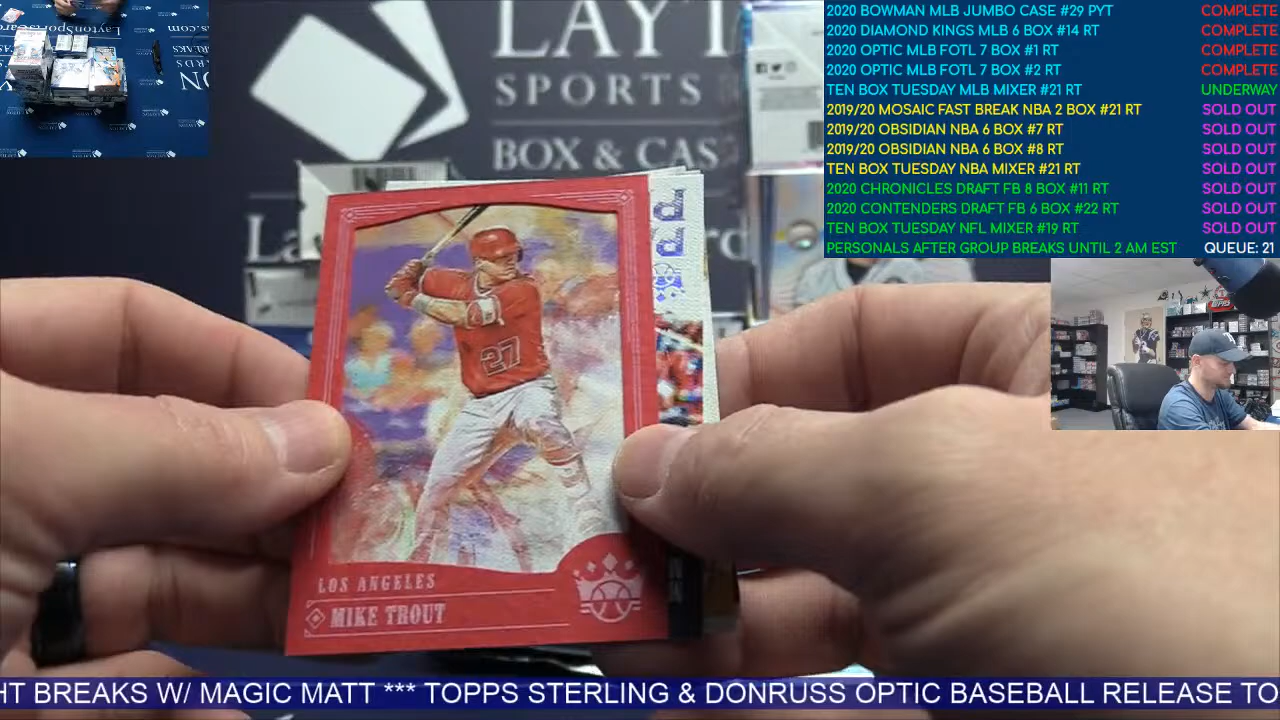 LAYT
SPORTS
BOX & CAS
La
2020 BOWMAN MLB JUMBO CASE #29 PYT COMPLETE
2020 DIAMOND KINGS MLB 6 BOX #14 RT COMPLETE
2020 OPTIC MLB FOTL 7 BOX #1 RT COMPLETE
2020 OPTIC MLB FOTL 7 BOX #2 RT COMPLETE
TEN BOX TUESDAY MLB MIXER #21 RT UNDERWAY
2019/20 MOSAIC FAST BREAK NBA 2 BOX #21 RT SOLD OUT
2019/20 OBSIDIAN NBA 6 BOX #7 RT SOLD OUT
2019/20 OBSIDIAN NBA 6 BOX #8 RT SOLD OUT
TEN BOX TUESDAY NBA MIXER #21 RT SOLD OUT
2020 CHRONICLES DRAFT FB 8 BOX #11 RT SOLD OUT
2020 CONTENDERS DRAFT FB 6 BOX #22 RT SOLD OUT
TEN BOX TUESDAY NFL MIXER #19 RT SOLD OUT
PERSONALS AFTER GROUP BREAKS UNTIL 2 AM EST QUEUE: 21
27
LOS ANGELES
MIKE TROUT
HT BREAKS W/ MAGIC MATT *** TOPPS STERLING & DONRUSS OPTIC BASEBALL RELEASE TO